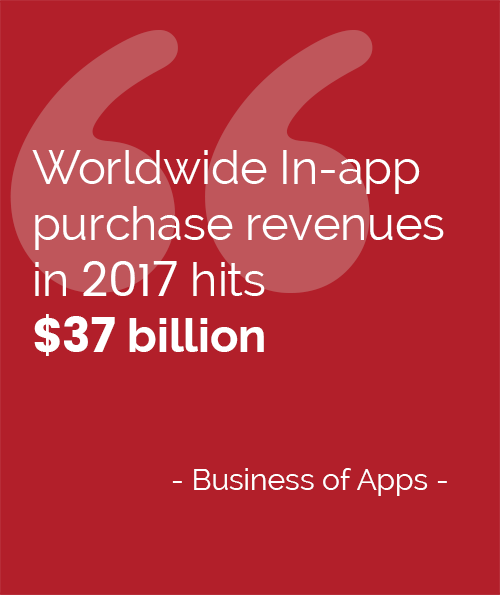 Worldwide In-app
purchase revenues
in 2017 hits
$37 billion
- Business of Apps -